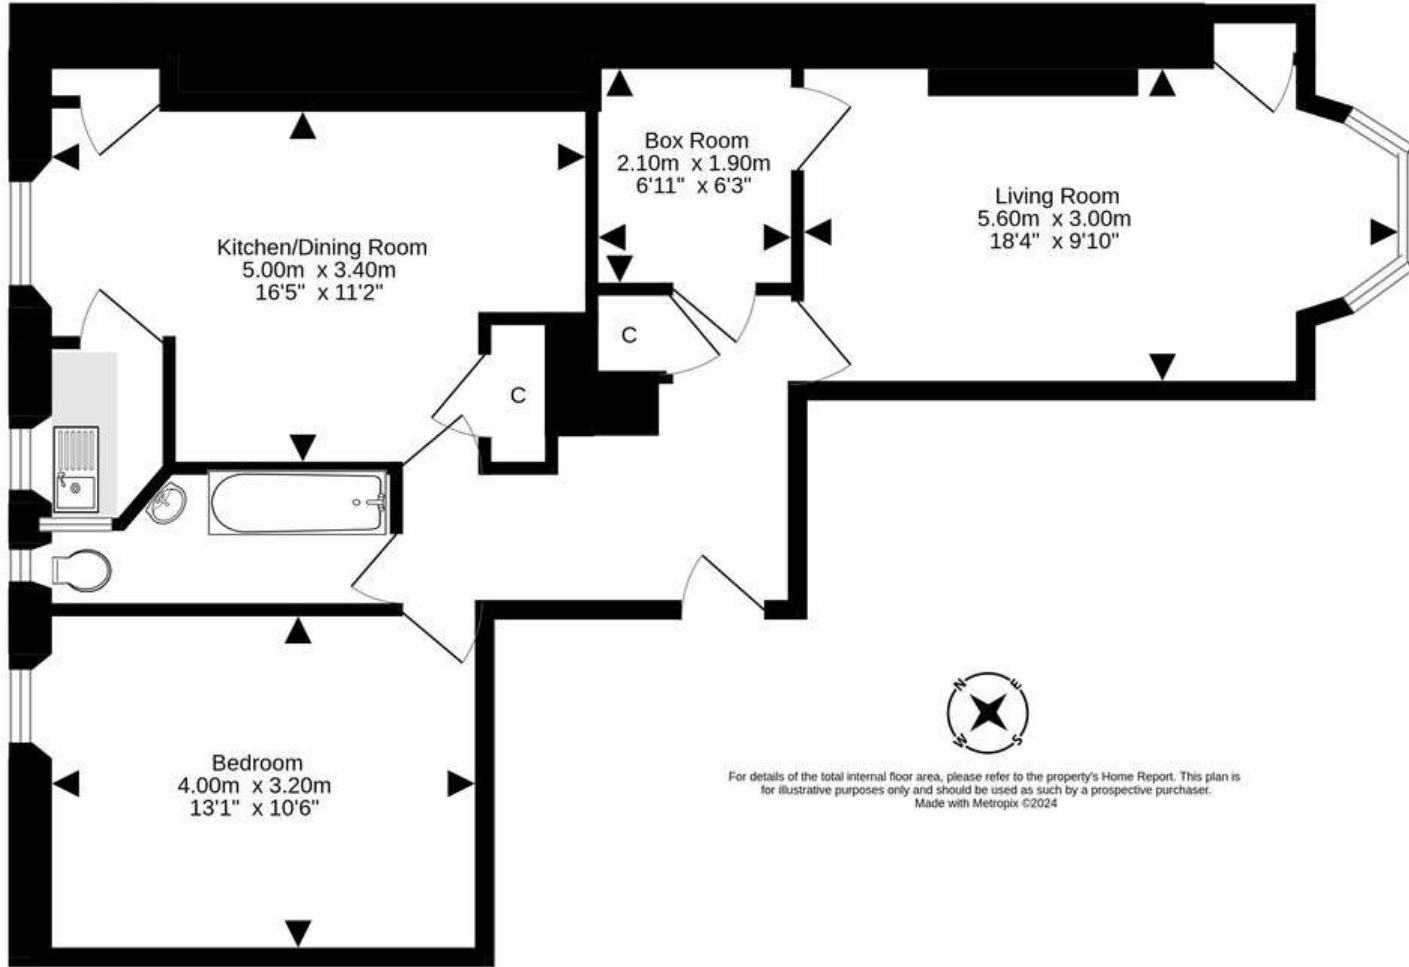 Kitchen/Dining Room
5.00m x 3.40m
16'5" x 11'2"
Box Room
2.10m x 1.90m
6'11" x 6'3"
Living Room
5.60m x 3.00m
18'4" x 9'10"
C
C
Bedroom
4.00m x 3.20m
13'1" x 10'6"
N
E
W
S
For details of the total internal floor area, please refer to the property's Home Report. This plan is
for illustrative purposes only and should be used as such by a prospective purchaser.
Made with Metropix ©2024